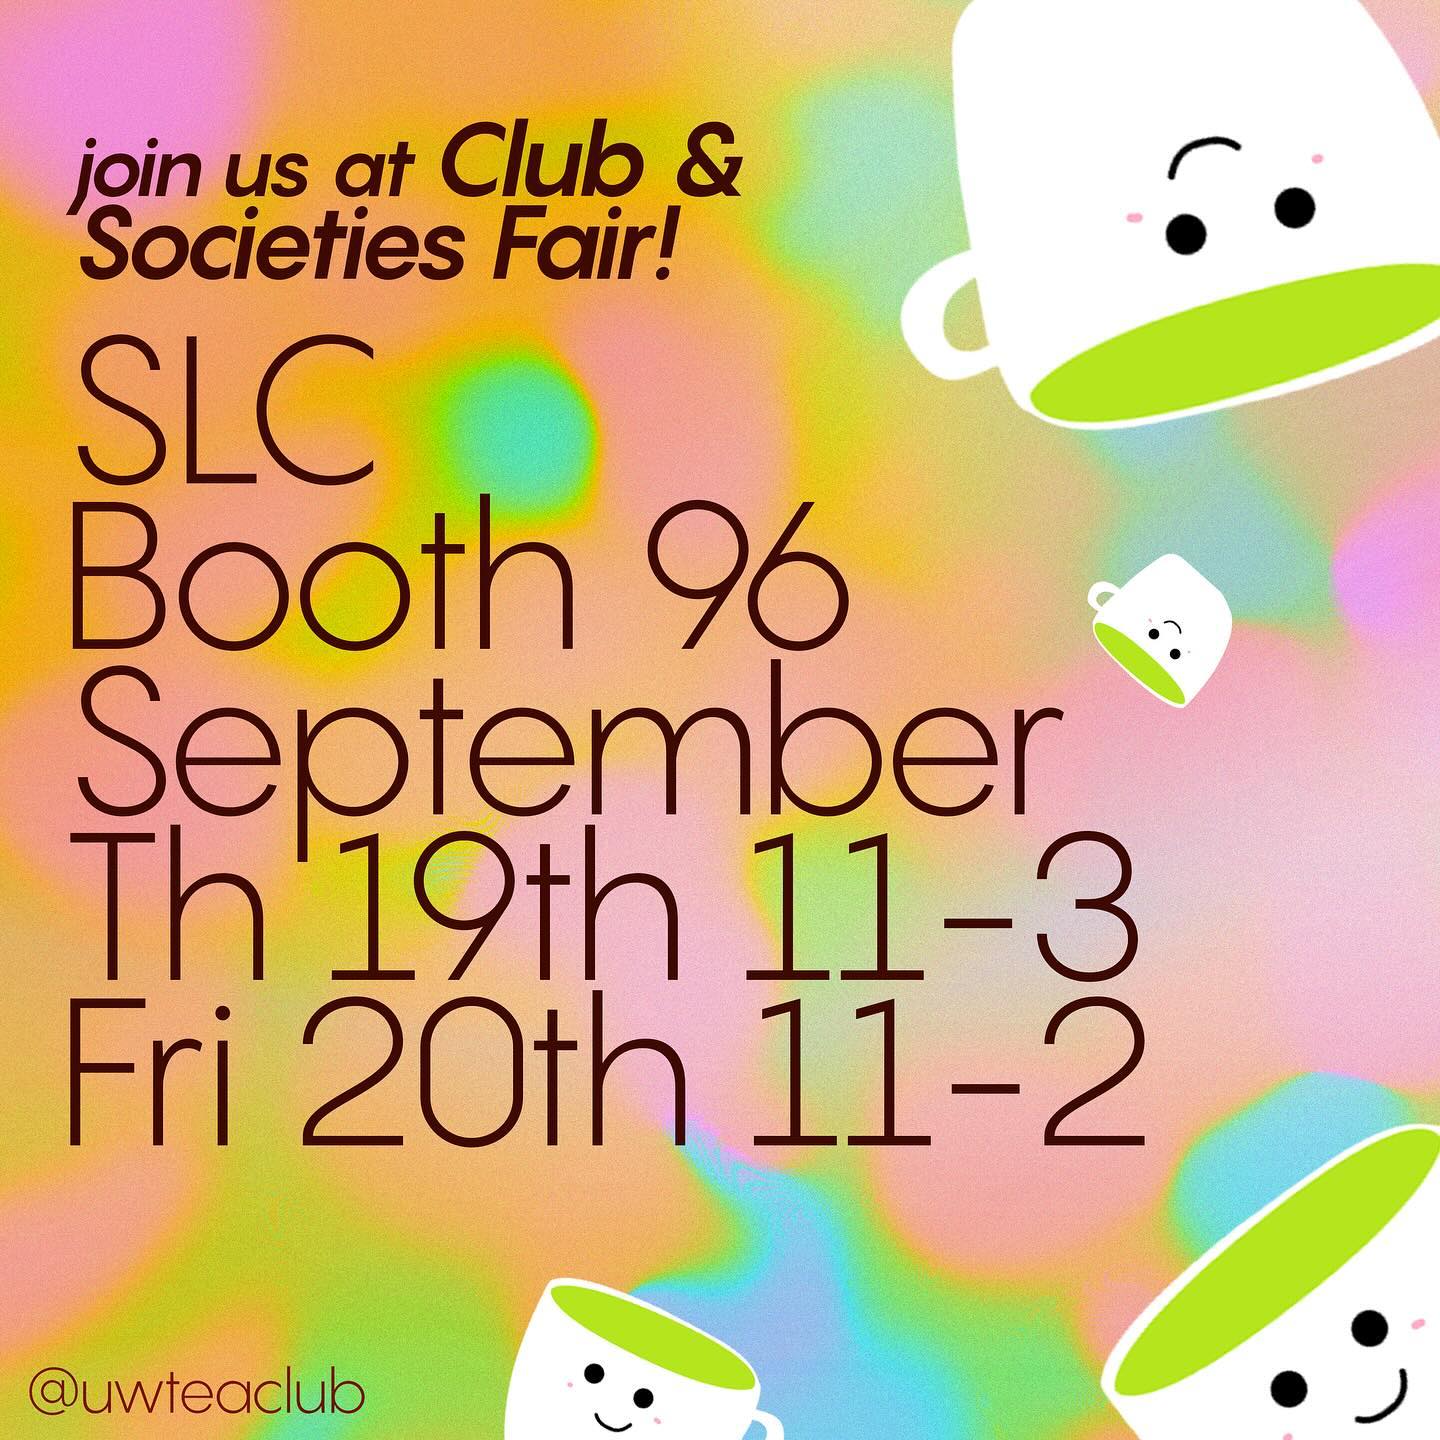 join us at Club &
Societies Fair!
SLC
Booth 96
September
Th 19th 11-3
Fri 20th 11-2
@uwteaclub